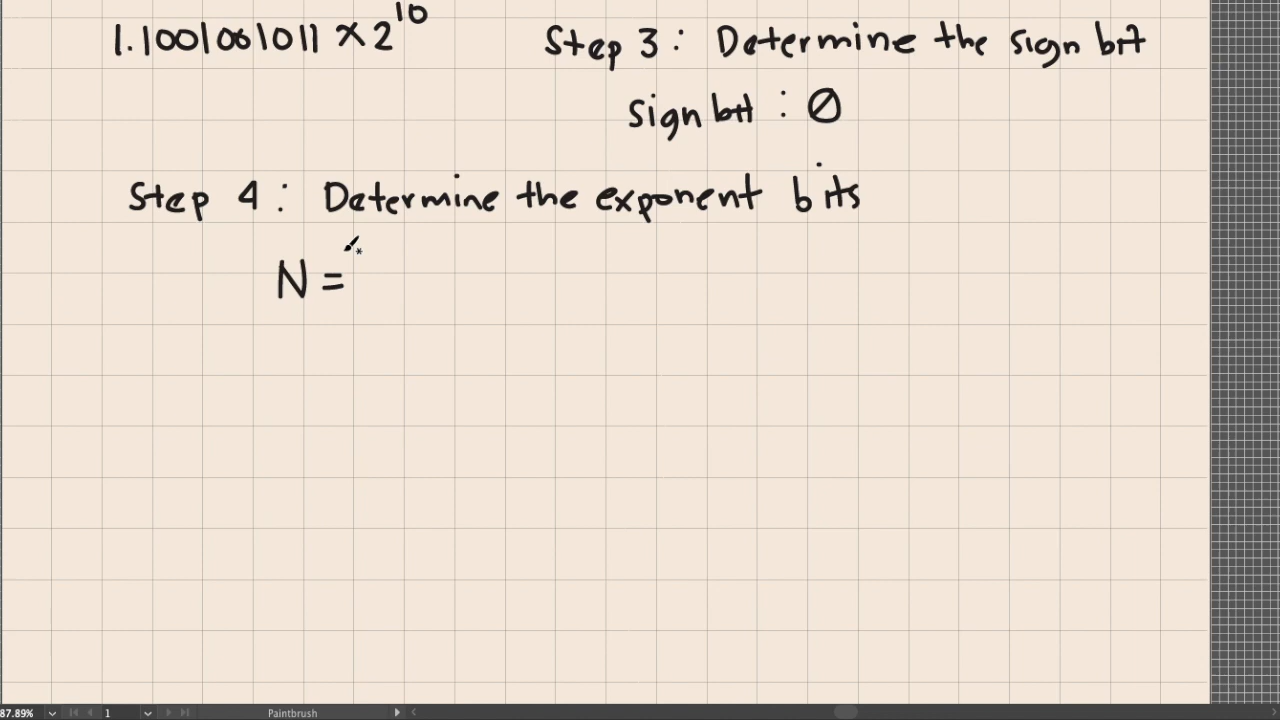 1.1001001011 × 2^10
Step 3 : Determine the sign bit
sign bit : 0
Step 4 : Determine the exponent bits
N =
87.89% 1 Paintbrush